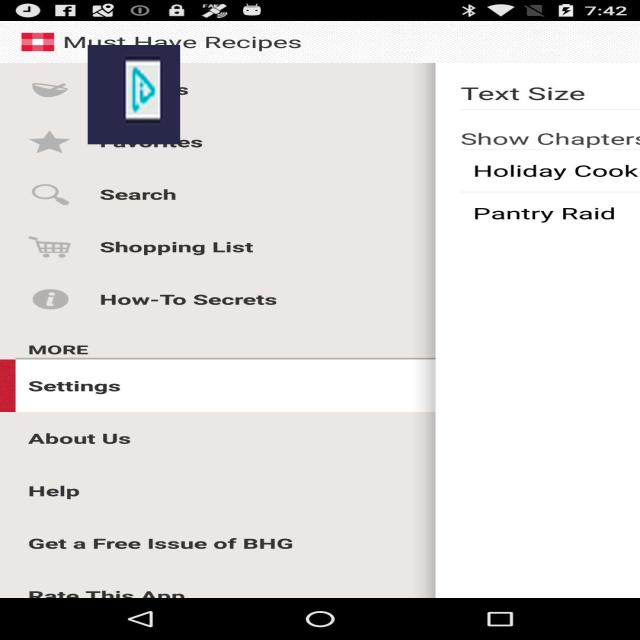 7:42
Must Have Recipes
Text Size
Favorites
Show Chapters
Holiday Cook
Search
Pantry Raid
Shopping List
How-To Secrets
MORE
Settings
About Us
Help
Get a Free Issue of BHG
Rate This App